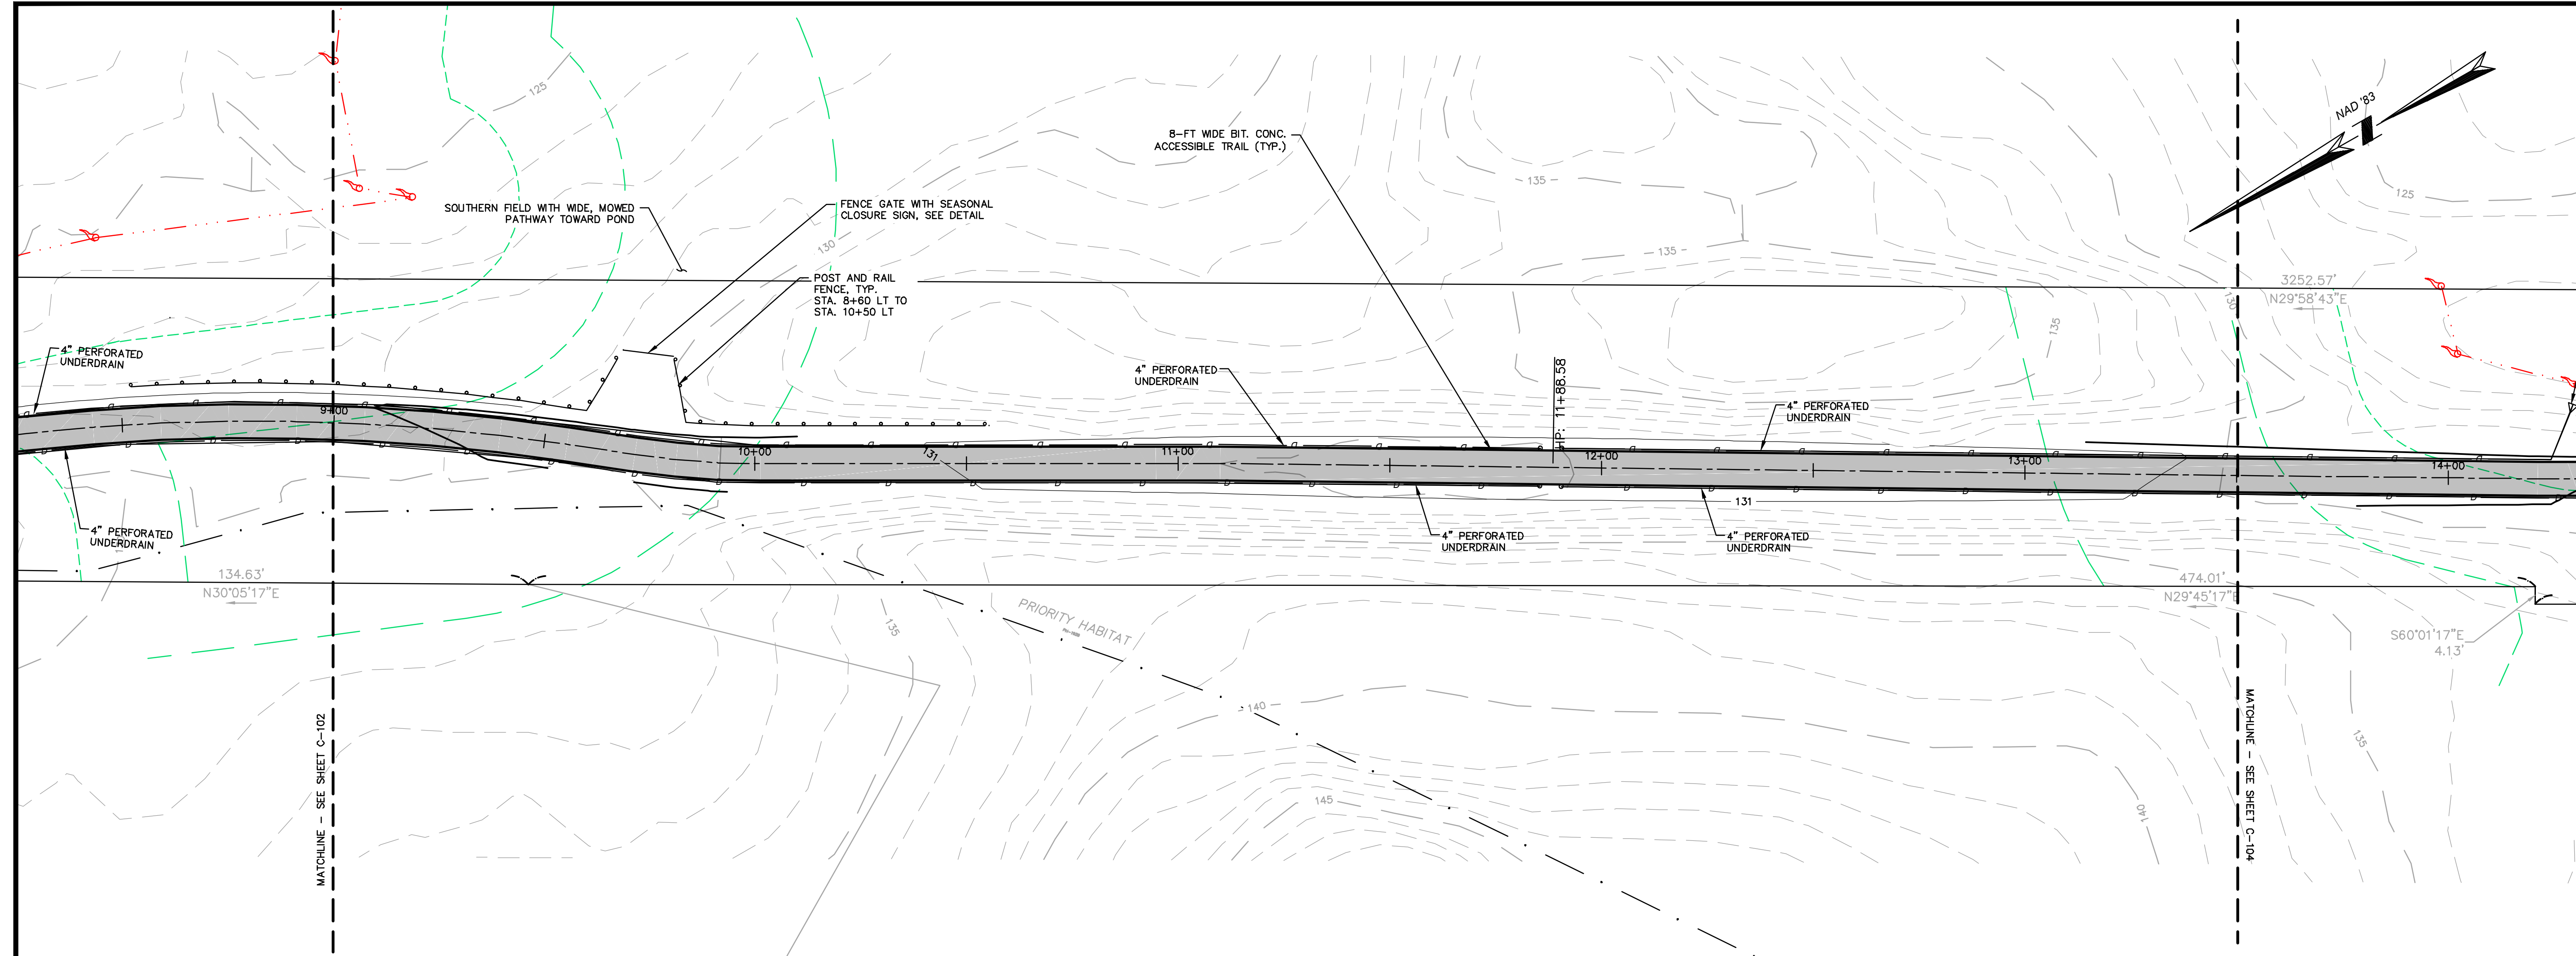 125
NAD '83
8-FT WIDE BIT. CONC.
ACCESSIBLE TRAIL (TYP.)
135
125
SOUTHERN FIELD WITH WIDE, MOWED
PATHWAY TOWARD POND
FENCE GATE WITH SEASONAL
CLOSURE SIGN, SEE DETAIL
130
135
POST AND RAIL
FENCE, TYP.
STA. 8+60 LT TO
STA. 10+50 LT
3252.57'
N29°58'43"E
130
135
4" PERFORATED
UNDERDRAIN
4" PERFORATED
UNDERDRAIN
HP: 11+88.58
4" PERFORATED
UNDERDRAIN
9+00
10+00
131
11+00
12+00
13+00
14+00
131
4" PERFORATED
UNDERDRAIN
4" PERFORATED
UNDERDRAIN
4" PERFORATED
UNDERDRAIN
134.63'
N30°05'17"E
474.01'
N29°45'17"E
PRIORITY HABITAT
135
S60°01'17"E
4.13'
140
135
145
140
MATCHLINE - SEE SHEET C-102
MATCHLINE - SEE SHEET C-104